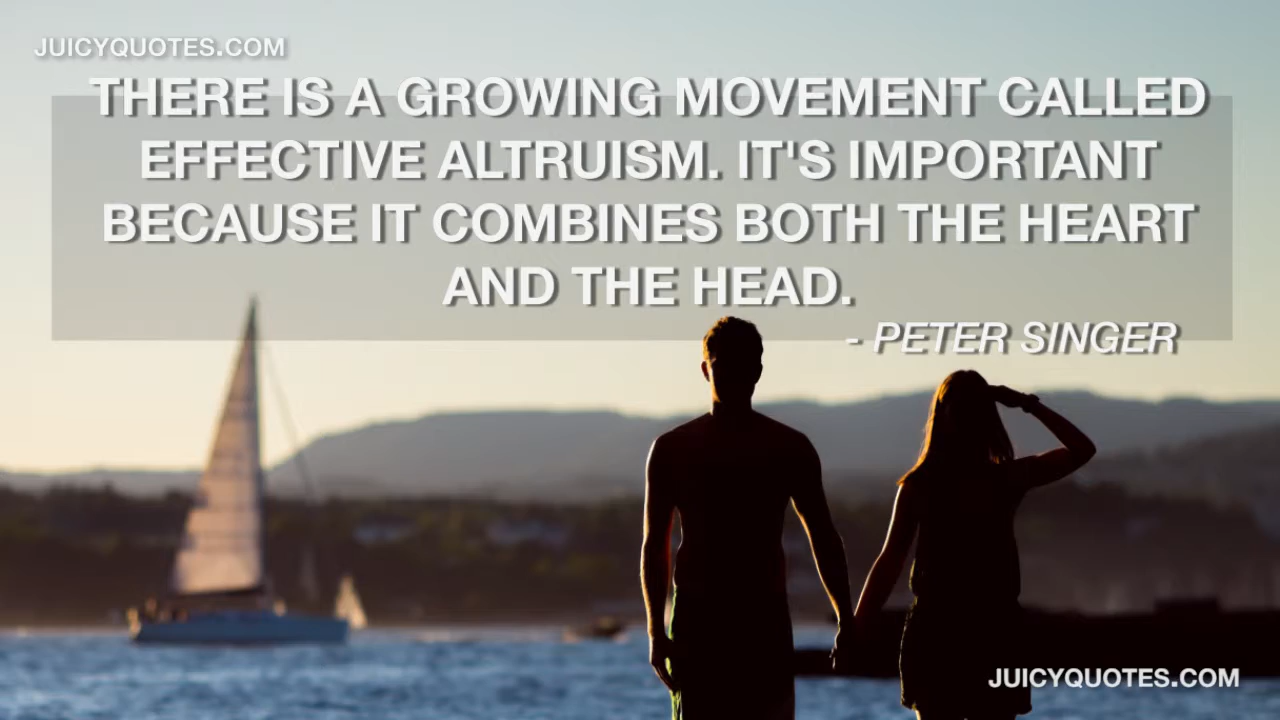 JUICYQUOTES.COM
THERE IS A GROWING MOVEMENT CALLED
EFFECTIVE ALTRUISM. IT'S IMPORTANT
BECAUSE IT COMBINES BOTH THE HEART
AND THE HEAD.
- PETER SINGER
JUICYQUOTES.COM